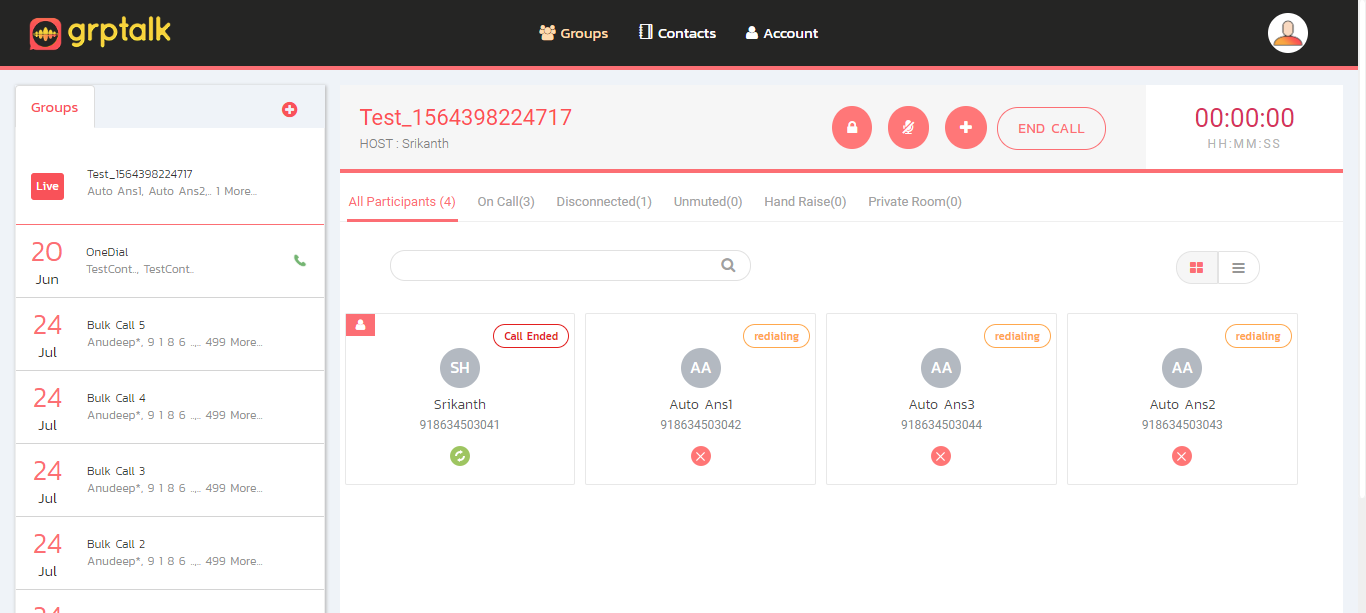 grptalk
Groups
Contacts
Account
Groups
Live
Test_1564398224717
Auto Ans1, Auto Ans2,.. 1 More...
20
Jun
OneDial
TestCont.., TestCont..
24
Jul
Bulk Call 5
Anudeep*, 9 1 8 6 ..,.. 499 More...
24
Jul
Bulk Call 4
Anudeep*, 9 1 8 6 ..,.. 499 More...
24
Jul
Bulk Call 3
Anudeep*, 9 1 8 6 ..,.. 499 More...
24
Jul
Bulk Call 2
Anudeep*, 9 1 8 6 ..,.. 499 More...
Test_1564398224717
HOST : Srikanth
END CALL
00:00:00
HH:MM:SS
All Participants (4)
On Call(3)
Disconnected(1)
Unmuted(0)
Hand Raise(0)
Private Room(0)
Call Ended
SH
Srikanth
918634503041
redialing
AA
Auto Ans1
918634503042
redialing
AA
Auto Ans3
918634503044
redialing
AA
Auto Ans2
918634503043